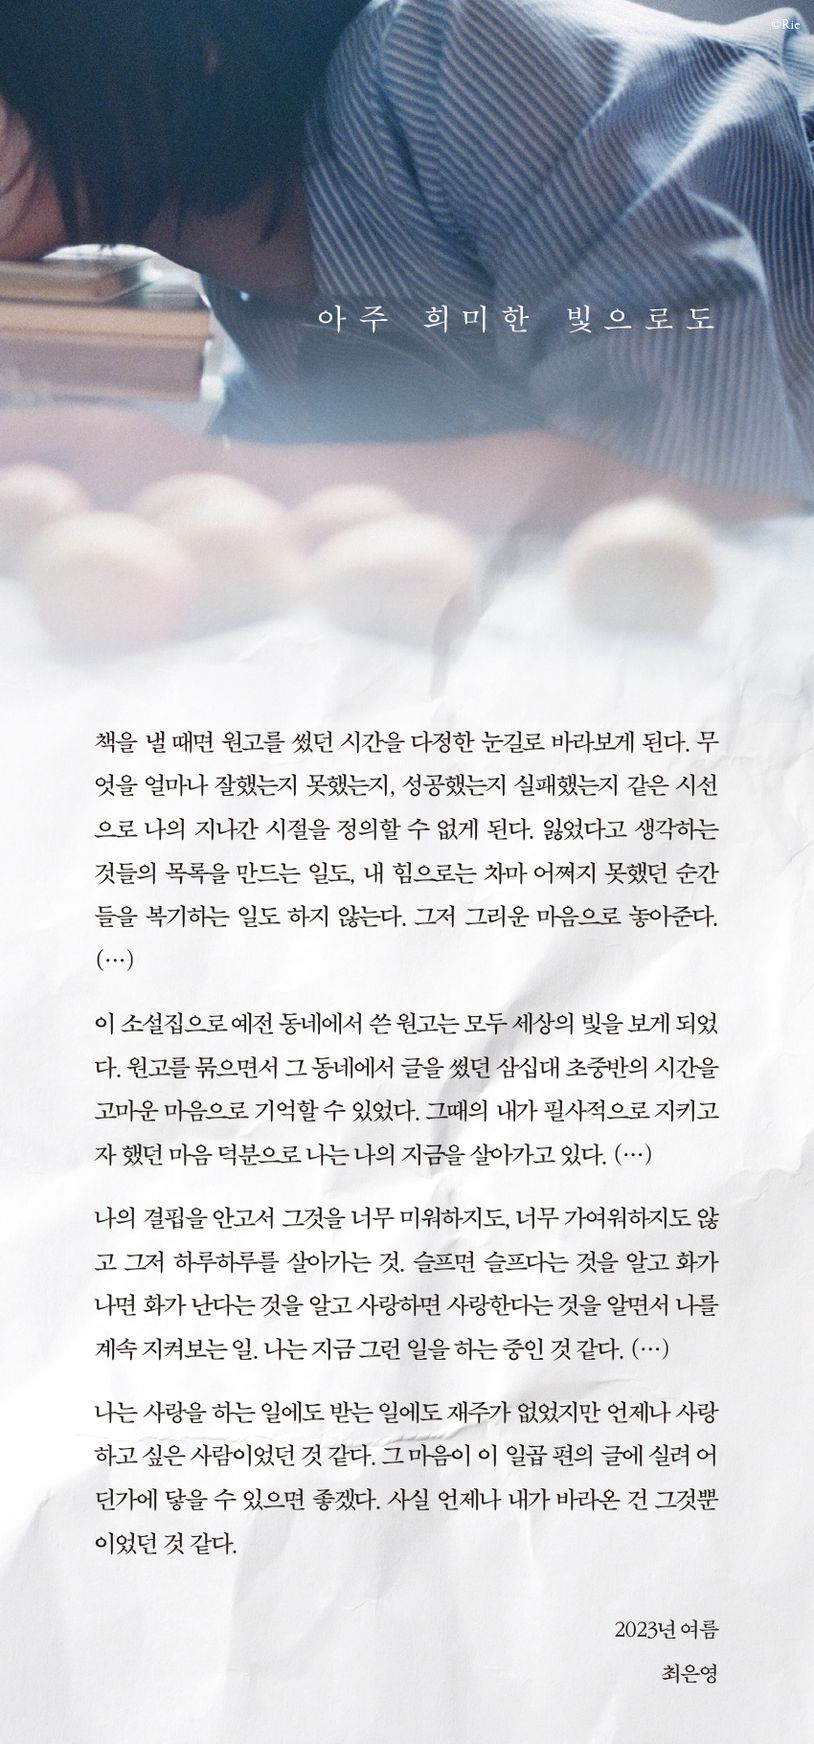 ©Rie
아주 희미한 빛으로도
책을 낼 때면 원고를 썼던 시간을 다정한 눈길로 바라보게 된다. 무
엇을 얼마나 잘했는지 못했는지, 성공했는지 실패했는지 같은 시선
으로 나의 지나간 시절을 정의할 수 없게 된다. 잃었다고 생각하는
것들의 목록을 만드는 일도, 내 힘으로는 차마 어쩌지 못했던 순간
들을 복기하는 일도 하지 않는다. 그저 그리운 마음으로 놓아준다.
(…)
이 소설집으로 예전 동네에서 쓴 원고는 모두 세상의 빛을 보게 되었
다. 원고를 묶으면서 그 동네에서 글을 썼던 삼십대 초중반의 시간을
고마운 마음으로 기억할 수 있었다. 그때의 내가 필사적으로 지키고
자 했던 마음 덕분으로 나는 나의 지금을 살아가고 있다. (…)
나의 결핍을 안고서 그것을 너무 미워하지도, 너무 가여워하지도 않
고 그저 하루하루를 살아가는 것. 슬프면 슬프다는 것을 알고 화가
나면 화가 난다는 것을 알고 사랑하면 사랑한다는 것을 알면서 나를
계속 지켜보는 일. 나는 지금 그런 일을 하는 중인 것 같다. (…)
나는 사랑을 하는 일에도 받는 일에도 재주가 없었지만 언제나 사랑
하고 싶은 사람이었던 것 같다. 그 마음이 이 일곱 편의 글에 실려 어
딘가에 닿을 수 있으면 좋겠다. 사실 언제나 내가 바라온 건 그것뿐
이었던 것 같다.
2023년 여름
최은영